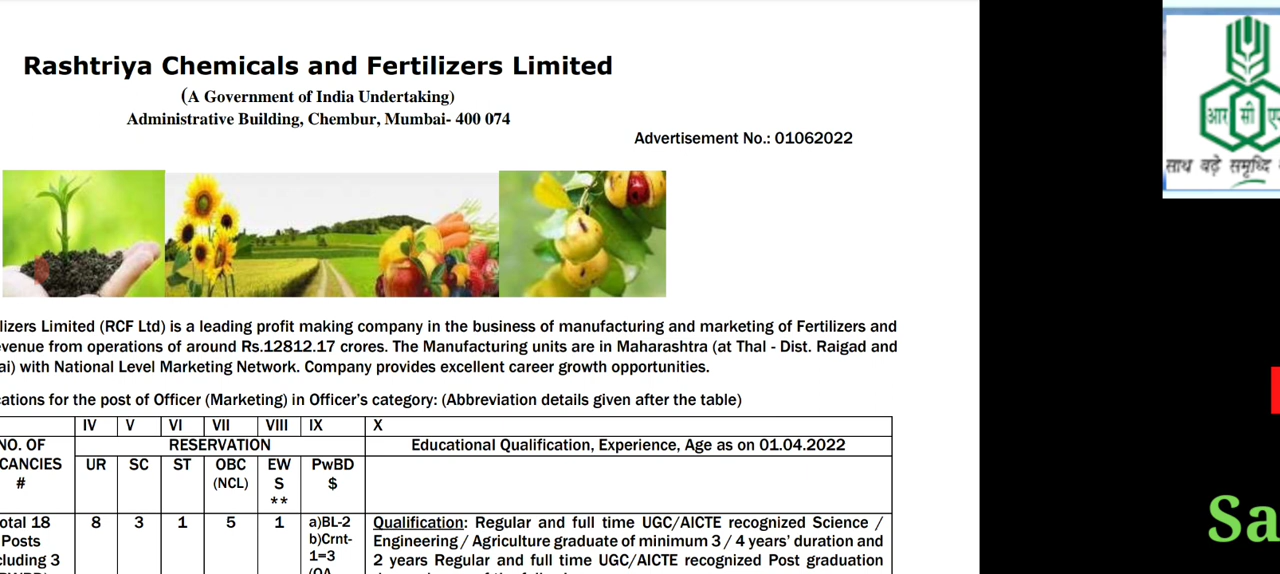 Rashtriya Chemicals and Fertilizers Limited
(A Government of India Undertaking)
Administrative Building, Chembur, Mumbai- 400 074
Advertisement No.: 01062022
आर सी
साथ बढ़े समृध्दि
lizers Limited (RCF Ltd) is a leading profit making company in the business of manufacturing and marketing of Fertilizers and
evenue from operations of around Rs.12812.17 crores. The Manufacturing units are in Maharashtra (at Thal - Dist. Raigad and
ai) with National Level Marketing Network. Company provides excellent career growth opportunities.
cations for the post of Officer (Marketing) in Officer's category: (Abbreviation details given after the table)
IV V VI VII VIII IX X
NO. OF RESERVATION Educational Qualification, Experience, Age as on 01.04.2022
CANCIES UR SC ST OBC EW PwBD
# (NCL) S $
**
otal 18 8 3 1 5 1 a)BL-2 Qualification: Regular and full time UGC/AICTE recognized Science /
Posts b)Crnt- Engineering / Agriculture graduate of minimum 3 / 4 years' duration and
cluding 3 1=3 2 years Regular and full time UGC/AICTE recognized Post graduation
Sa